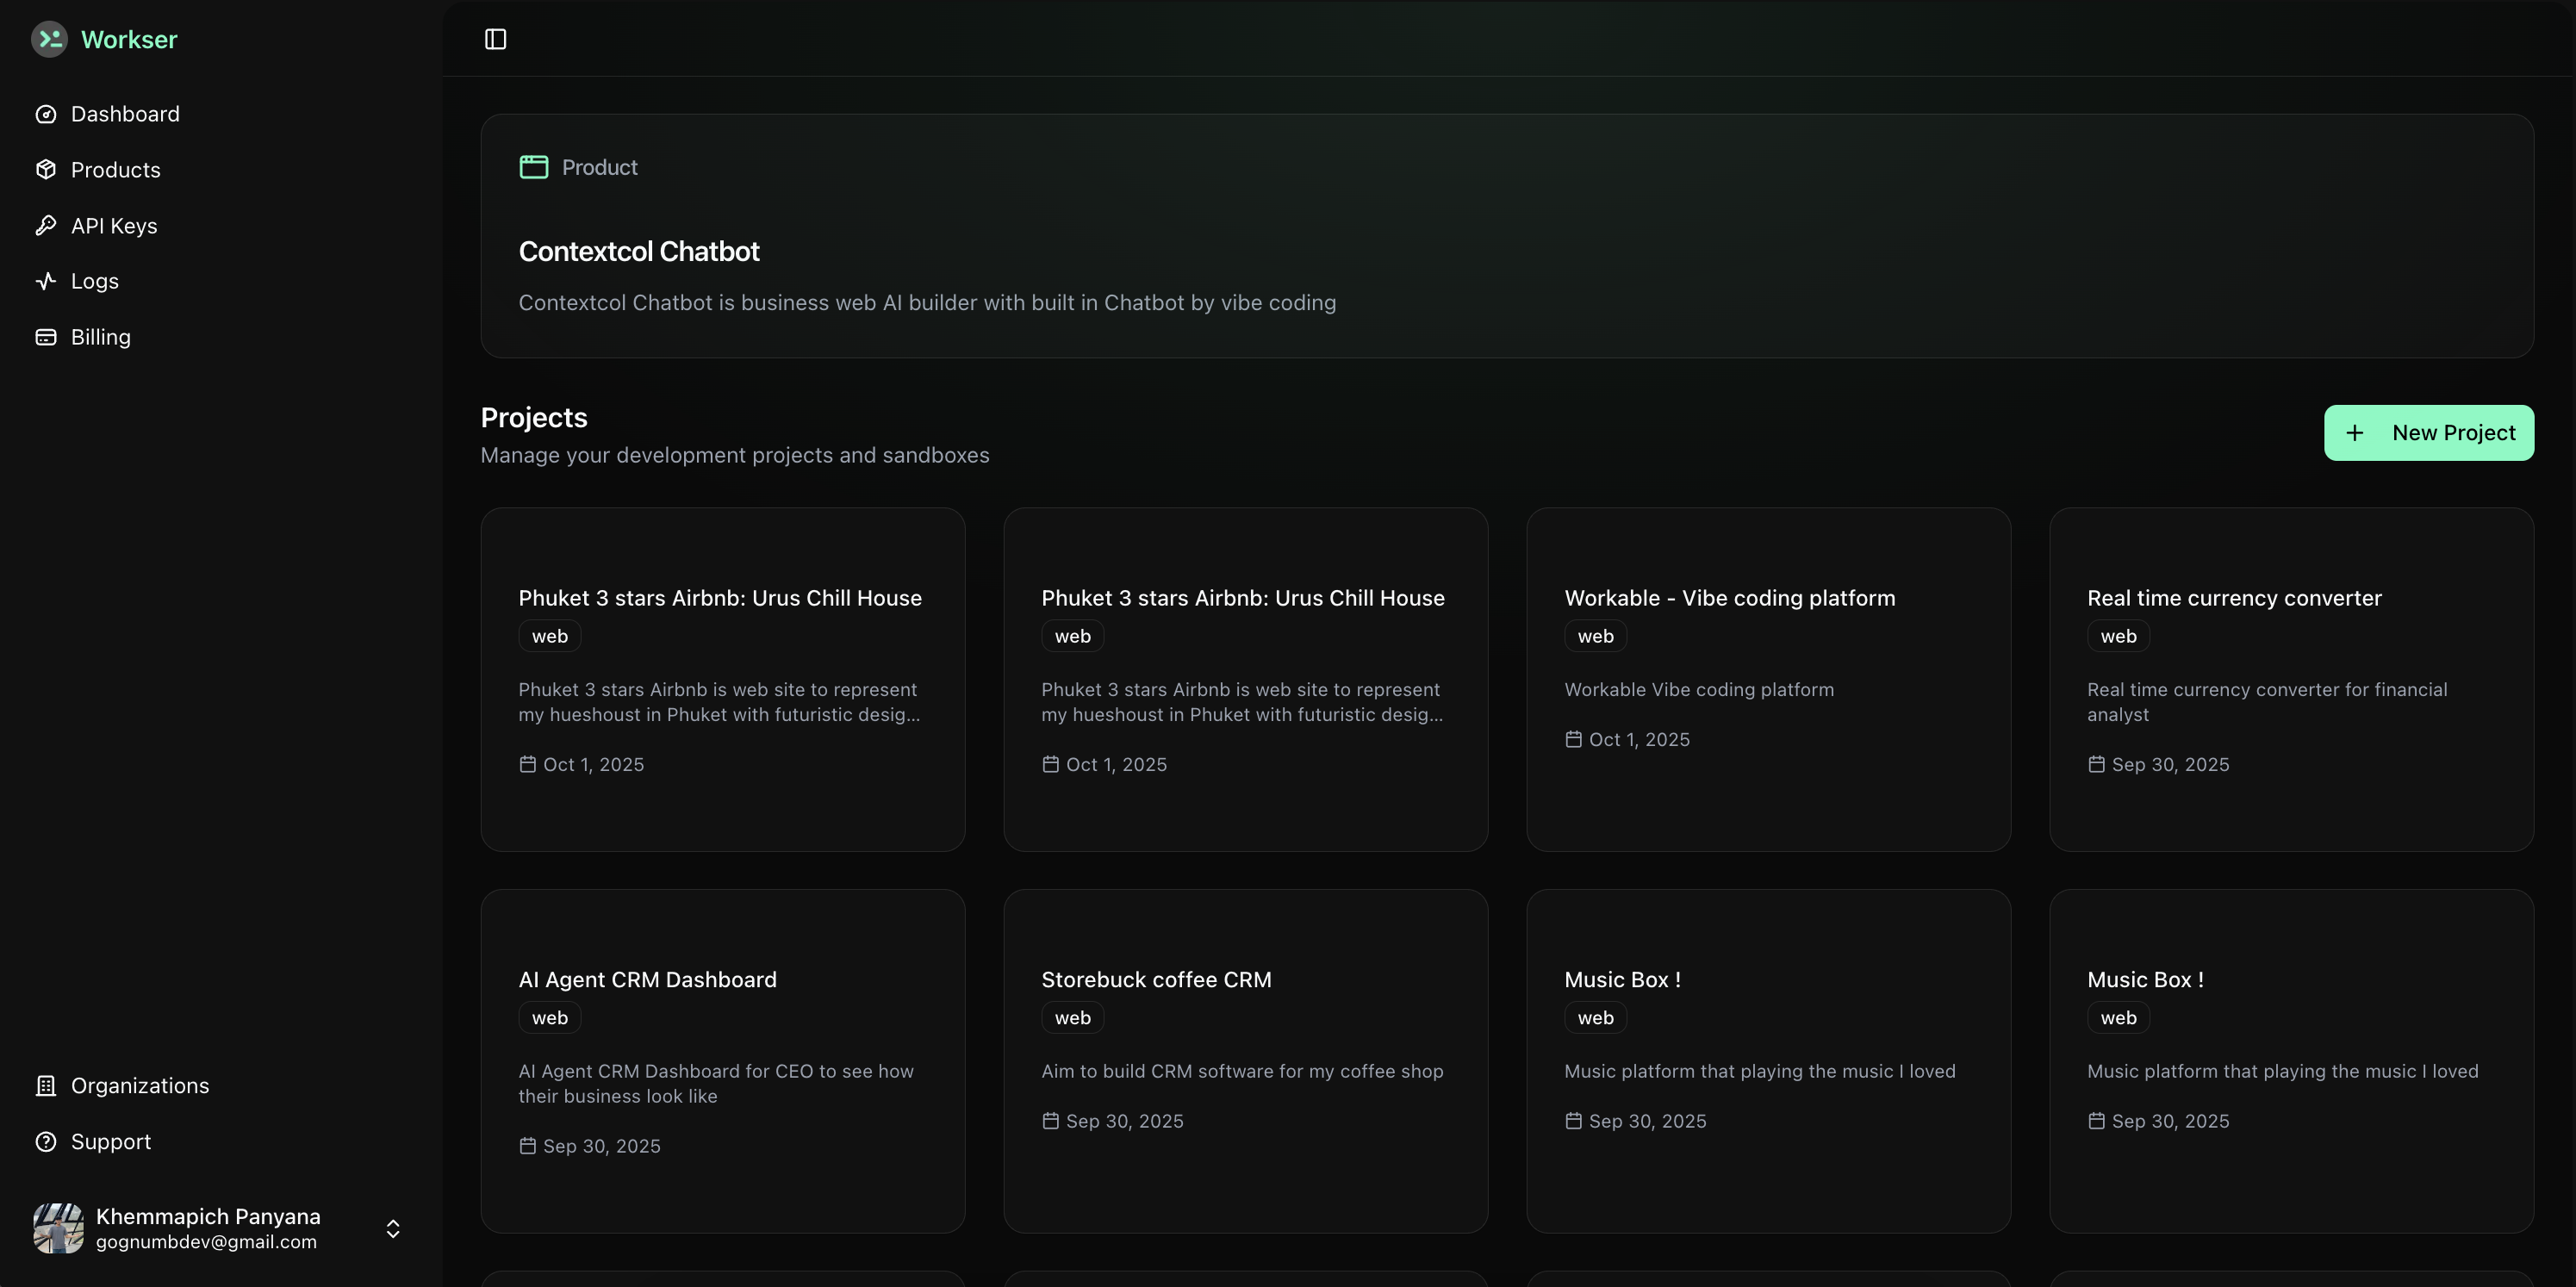 Workser
Dashboard
Products
API Keys
Logs
Billing
Organizations
Support
Khemmapich Panyana
gognumbdev@gmail.com
Product
Contextcol Chatbot
Contextcol Chatbot is business web AI builder with built in Chatbot by vibe coding
Projects
Manage your development projects and sandboxes
New Project
Phuket 3 stars Airbnb: Urus Chill House
web
Phuket 3 stars Airbnb is web site to represent
my hueshoust in Phuket with futuristic desig...
Oct 1, 2025
Phuket 3 stars Airbnb: Urus Chill House
web
Phuket 3 stars Airbnb is web site to represent
my hueshoust in Phuket with futuristic desig...
Oct 1, 2025
Workable - Vibe coding platform
web
Workable Vibe coding platform
Oct 1, 2025
Real time currency converter
web
Real time currency converter for financial
analyst
Sep 30, 2025
AI Agent CRM Dashboard
web
AI Agent CRM Dashboard for CEO to see how
their business look like
Sep 30, 2025
Storebuck coffee CRM
web
Aim to build CRM software for my coffee shop
Sep 30, 2025
Music Box !
web
Music platform that playing the music I loved
Sep 30, 2025
Music Box !
web
Music platform that playing the music I loved
Sep 30, 2025